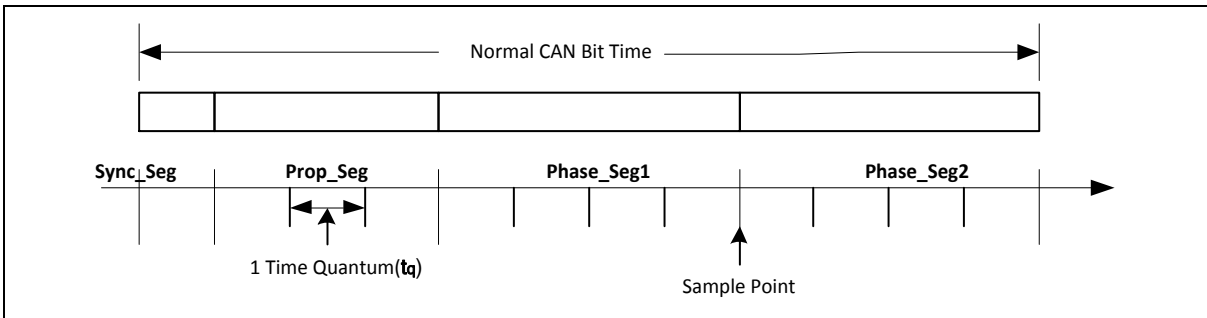 Normal CAN Bit Time
Sync_Seg Prop_Seg Phase_Seg1 Phase_Seg2
1 Time Quantum(tq)
Sample Point